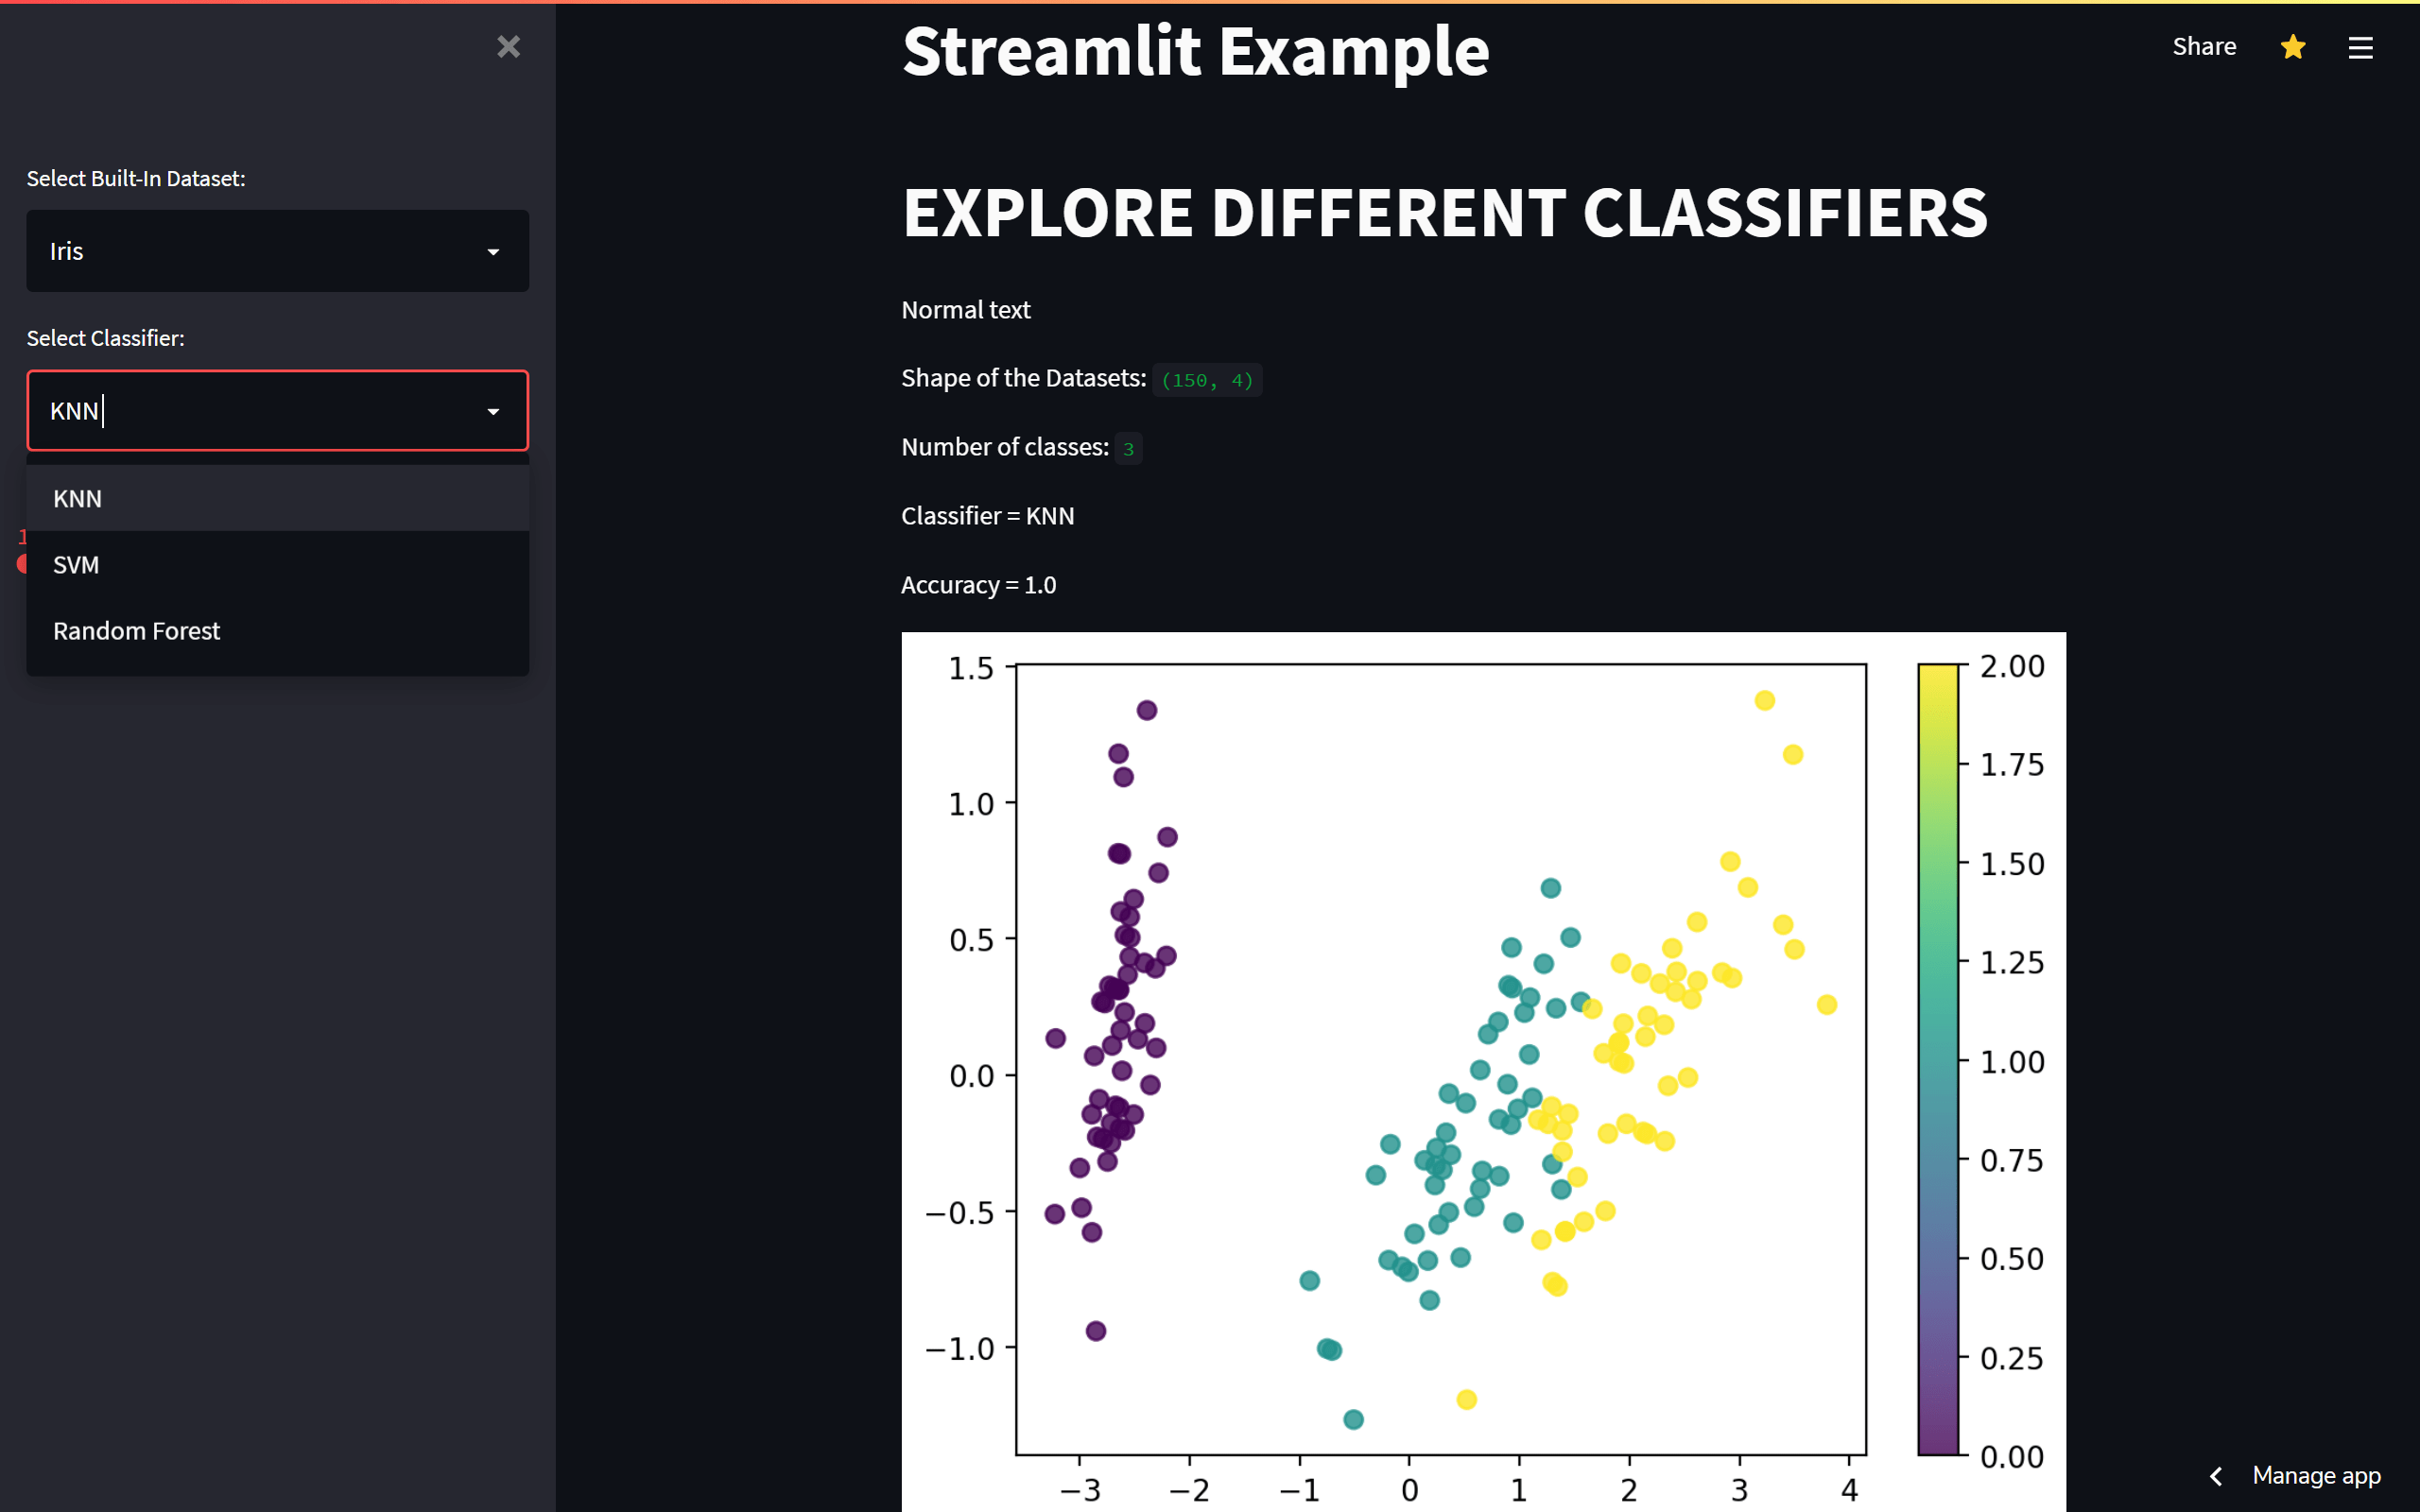 Streamlit Example
Share
Select Built-In Dataset:
Iris
Select Classifier:
KNN
KNN
1
SVM
Random Forest
EXPLORE DIFFERENT CLASSIFIERS
Normal text
Shape of the Datasets: (150, 4)
Number of classes: 3
Classifier = KNN
Accuracy = 1.0
1.5
1.0
0.5
0.0
−0.5
−1.0
−3 −2 −1 0 1 2 3 4
2.00
1.75
1.50
1.25
1.00
0.75
0.50
0.25
0.00
Manage app